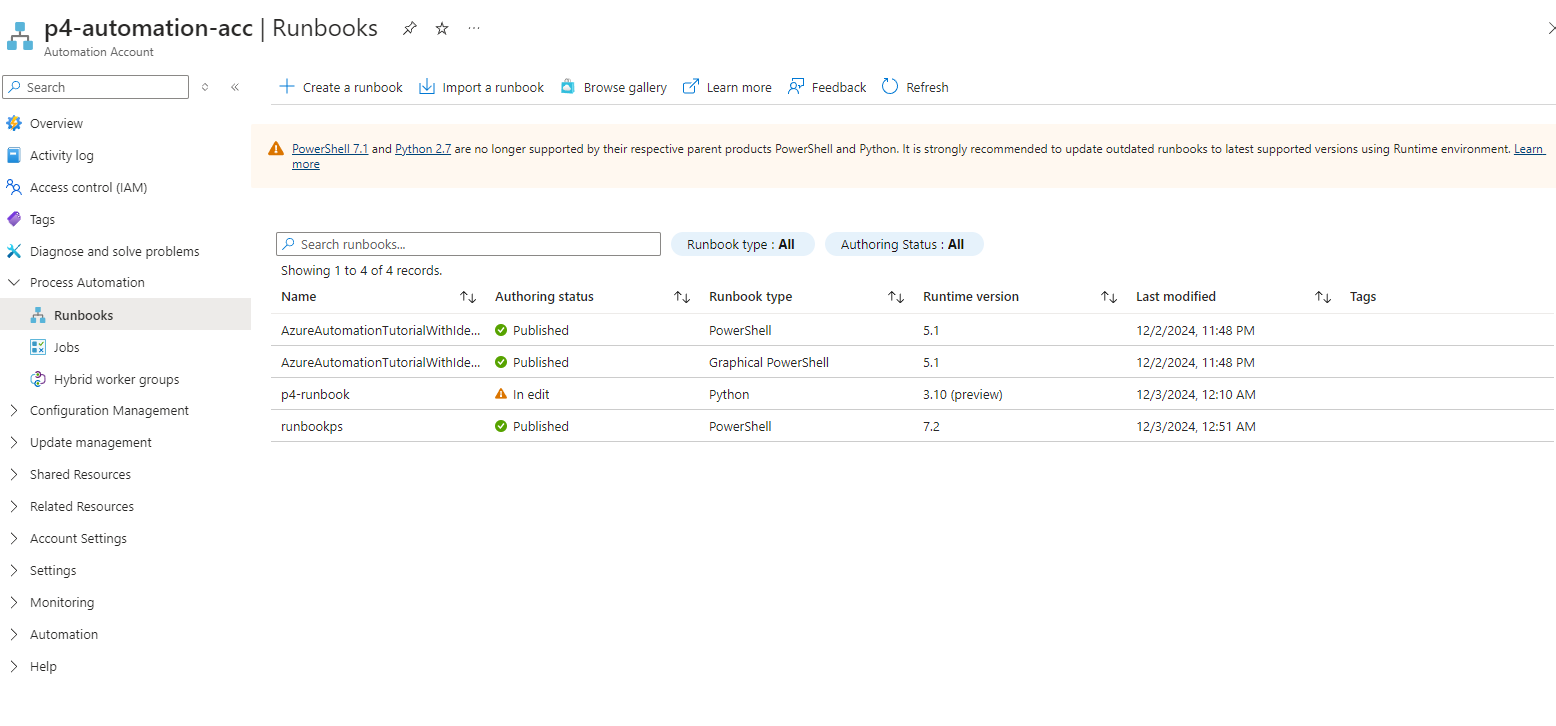 p4-automation-acc | Runbooks
Automation Account
Search
Create a runbook
Import a runbook
Browse gallery
Learn more
Feedback
Refresh
Overview
Activity log
Access control (IAM)
Tags
Diagnose and solve problems
Process Automation
Runbooks
Jobs
Hybrid worker groups
Configuration Management
Update management
Shared Resources
Related Resources
Account Settings
Settings
Monitoring
Automation
Help
PowerShell 7.1 and Python 2.7 are no longer supported by their respective parent products PowerShell and Python. It is strongly recommended to update outdated runbooks to latest supported versions using Runtime environment. Learn
more
Search runbooks...
Runbook type : All
Authoring Status : All
Showing 1 to 4 of 4 records.
Name Authoring status Runbook type Runtime version Last modified Tags
AzureAutomationTutorialWithIde... Published PowerShell 5.1 12/2/2024, 11:48 PM
AzureAutomationTutorialWithIde... Published Graphical PowerShell 5.1 12/2/2024, 11:48 PM
p4-runbook In edit Python 3.10 (preview) 12/3/2024, 12:10 AM
runbookps Published PowerShell 7.2 12/3/2024, 12:51 AM